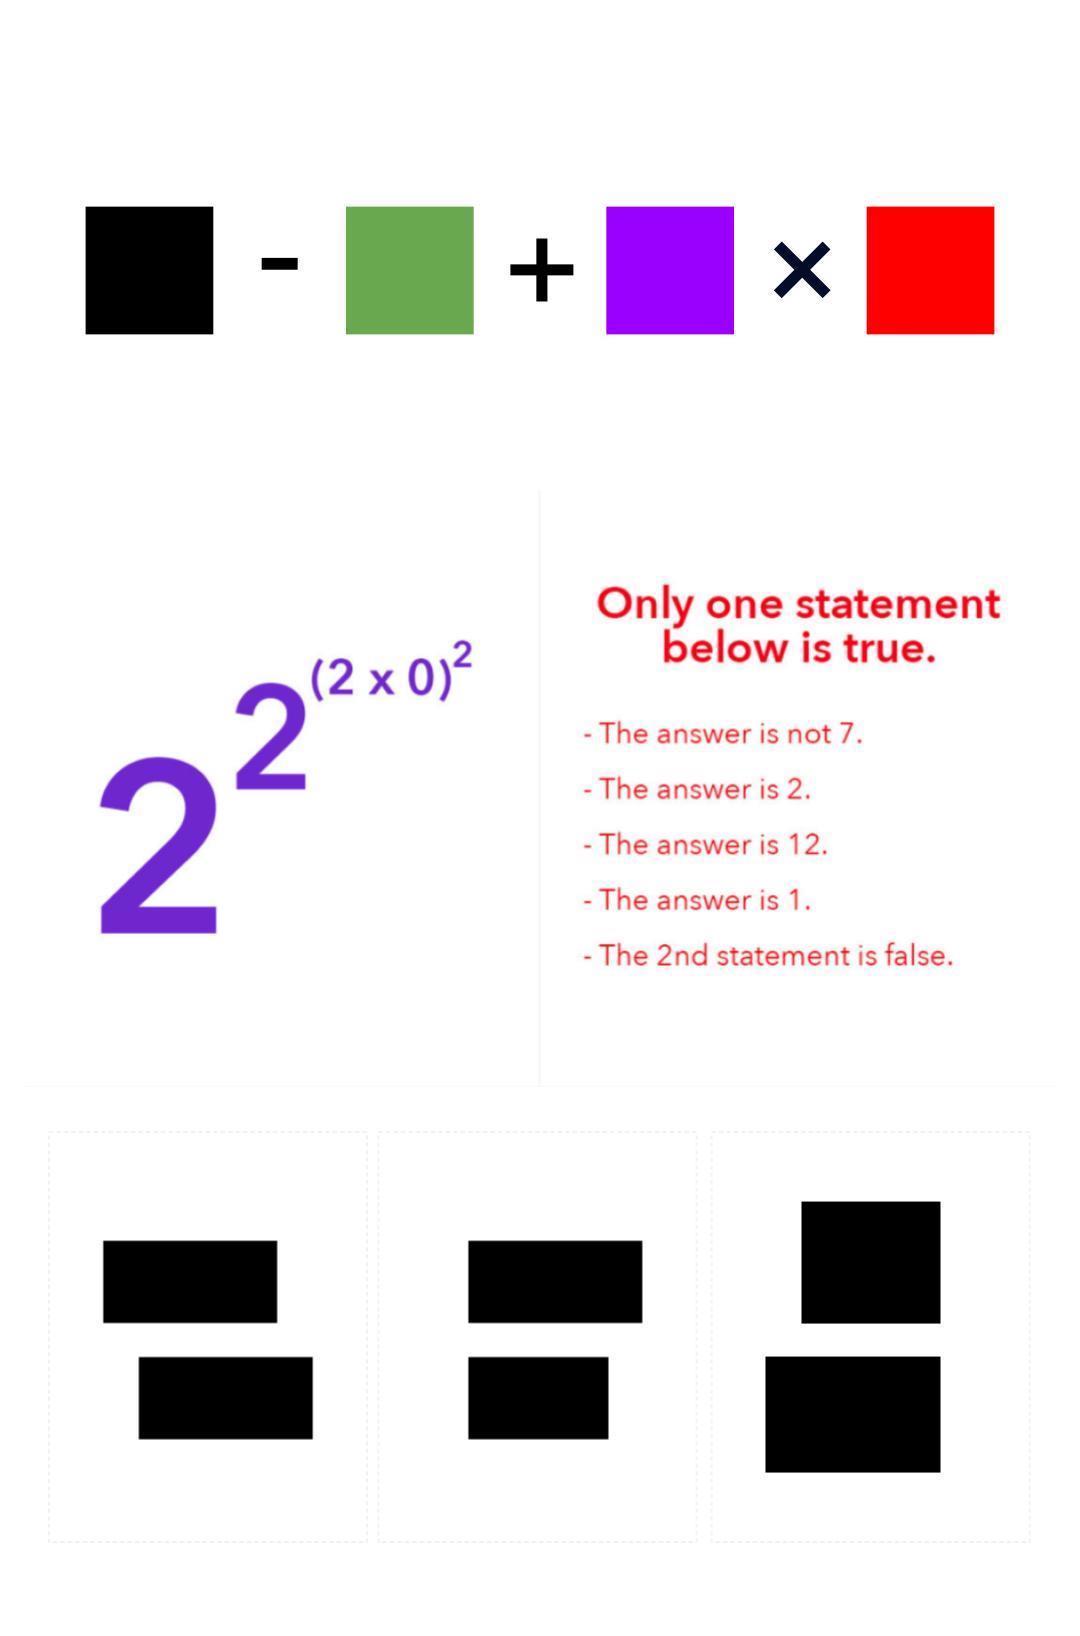 - + ×
2^2^(2 x 0)^2
Only one statement
below is true.
- The answer is not 7.
- The answer is 2.
- The answer is 12.
- The answer is 1.
- The 2nd statement is false.